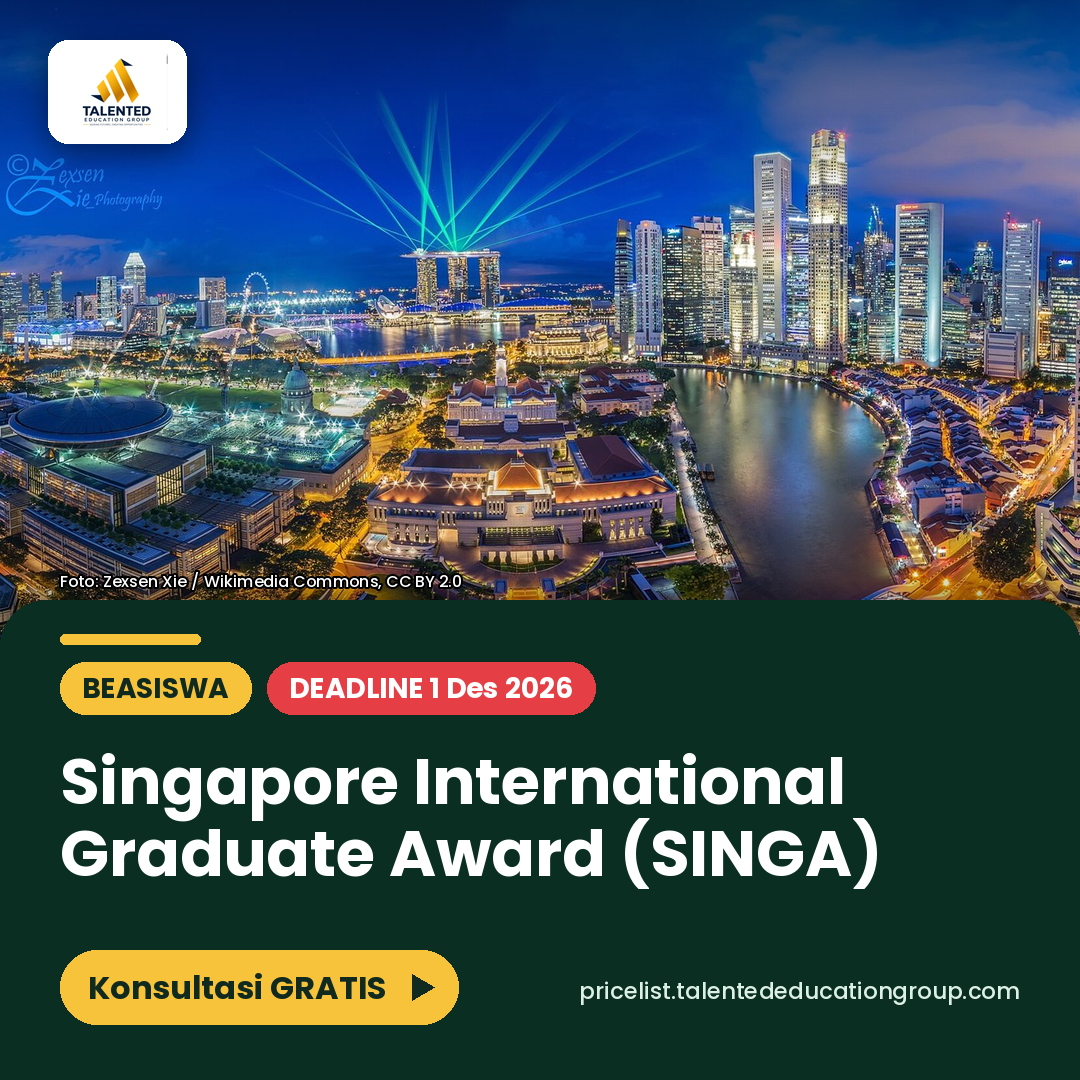 TALENTED
EDUCATION GROUP
© Zexsen
Xie_Photography
Foto: Zexsen Xie / Wikimedia Commons, CC BY 2.0
BEASISWA
DEADLINE 1 Des 2026
Singapore International
Graduate Award (SINGA)
Konsultasi GRATIS
pricelist.talentededucationgroup.com